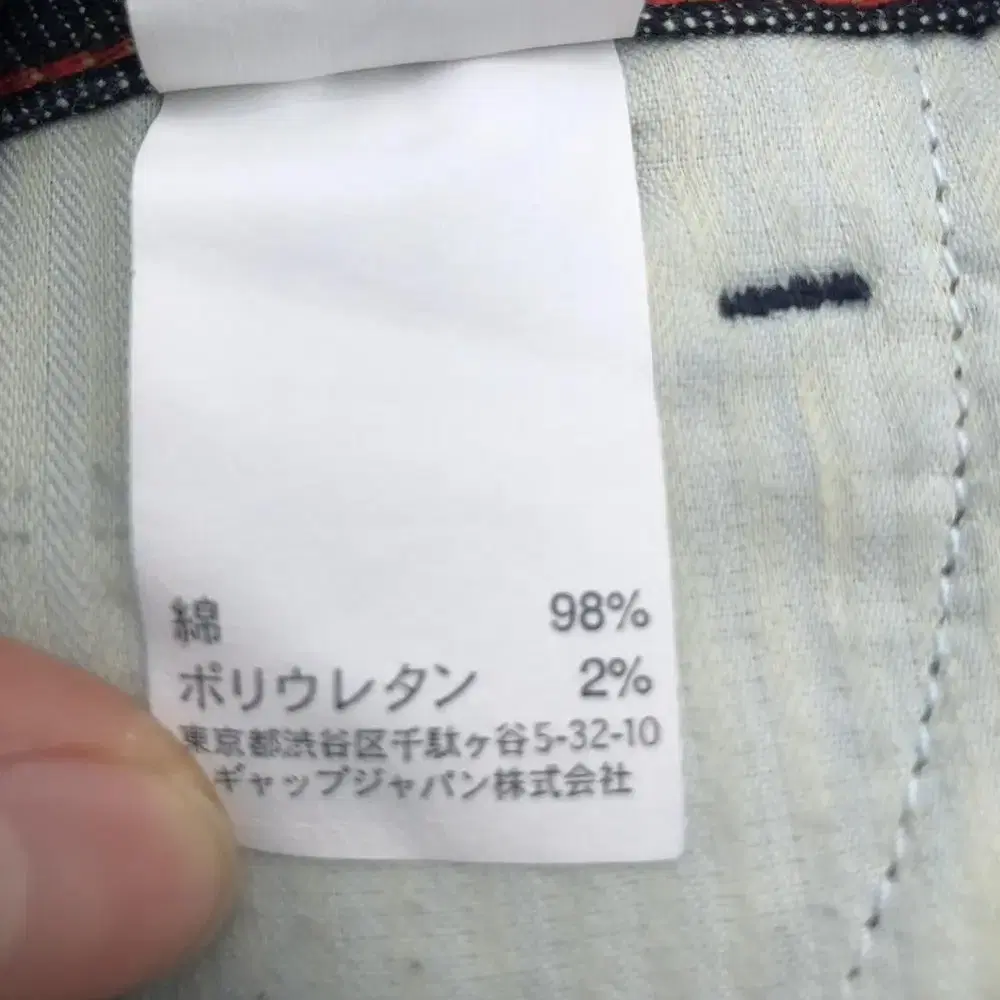 綿 98%
ポリウレタン 2%
東京都渋谷区千駄ヶ谷5-32-10
ギャップジャパン株式会社